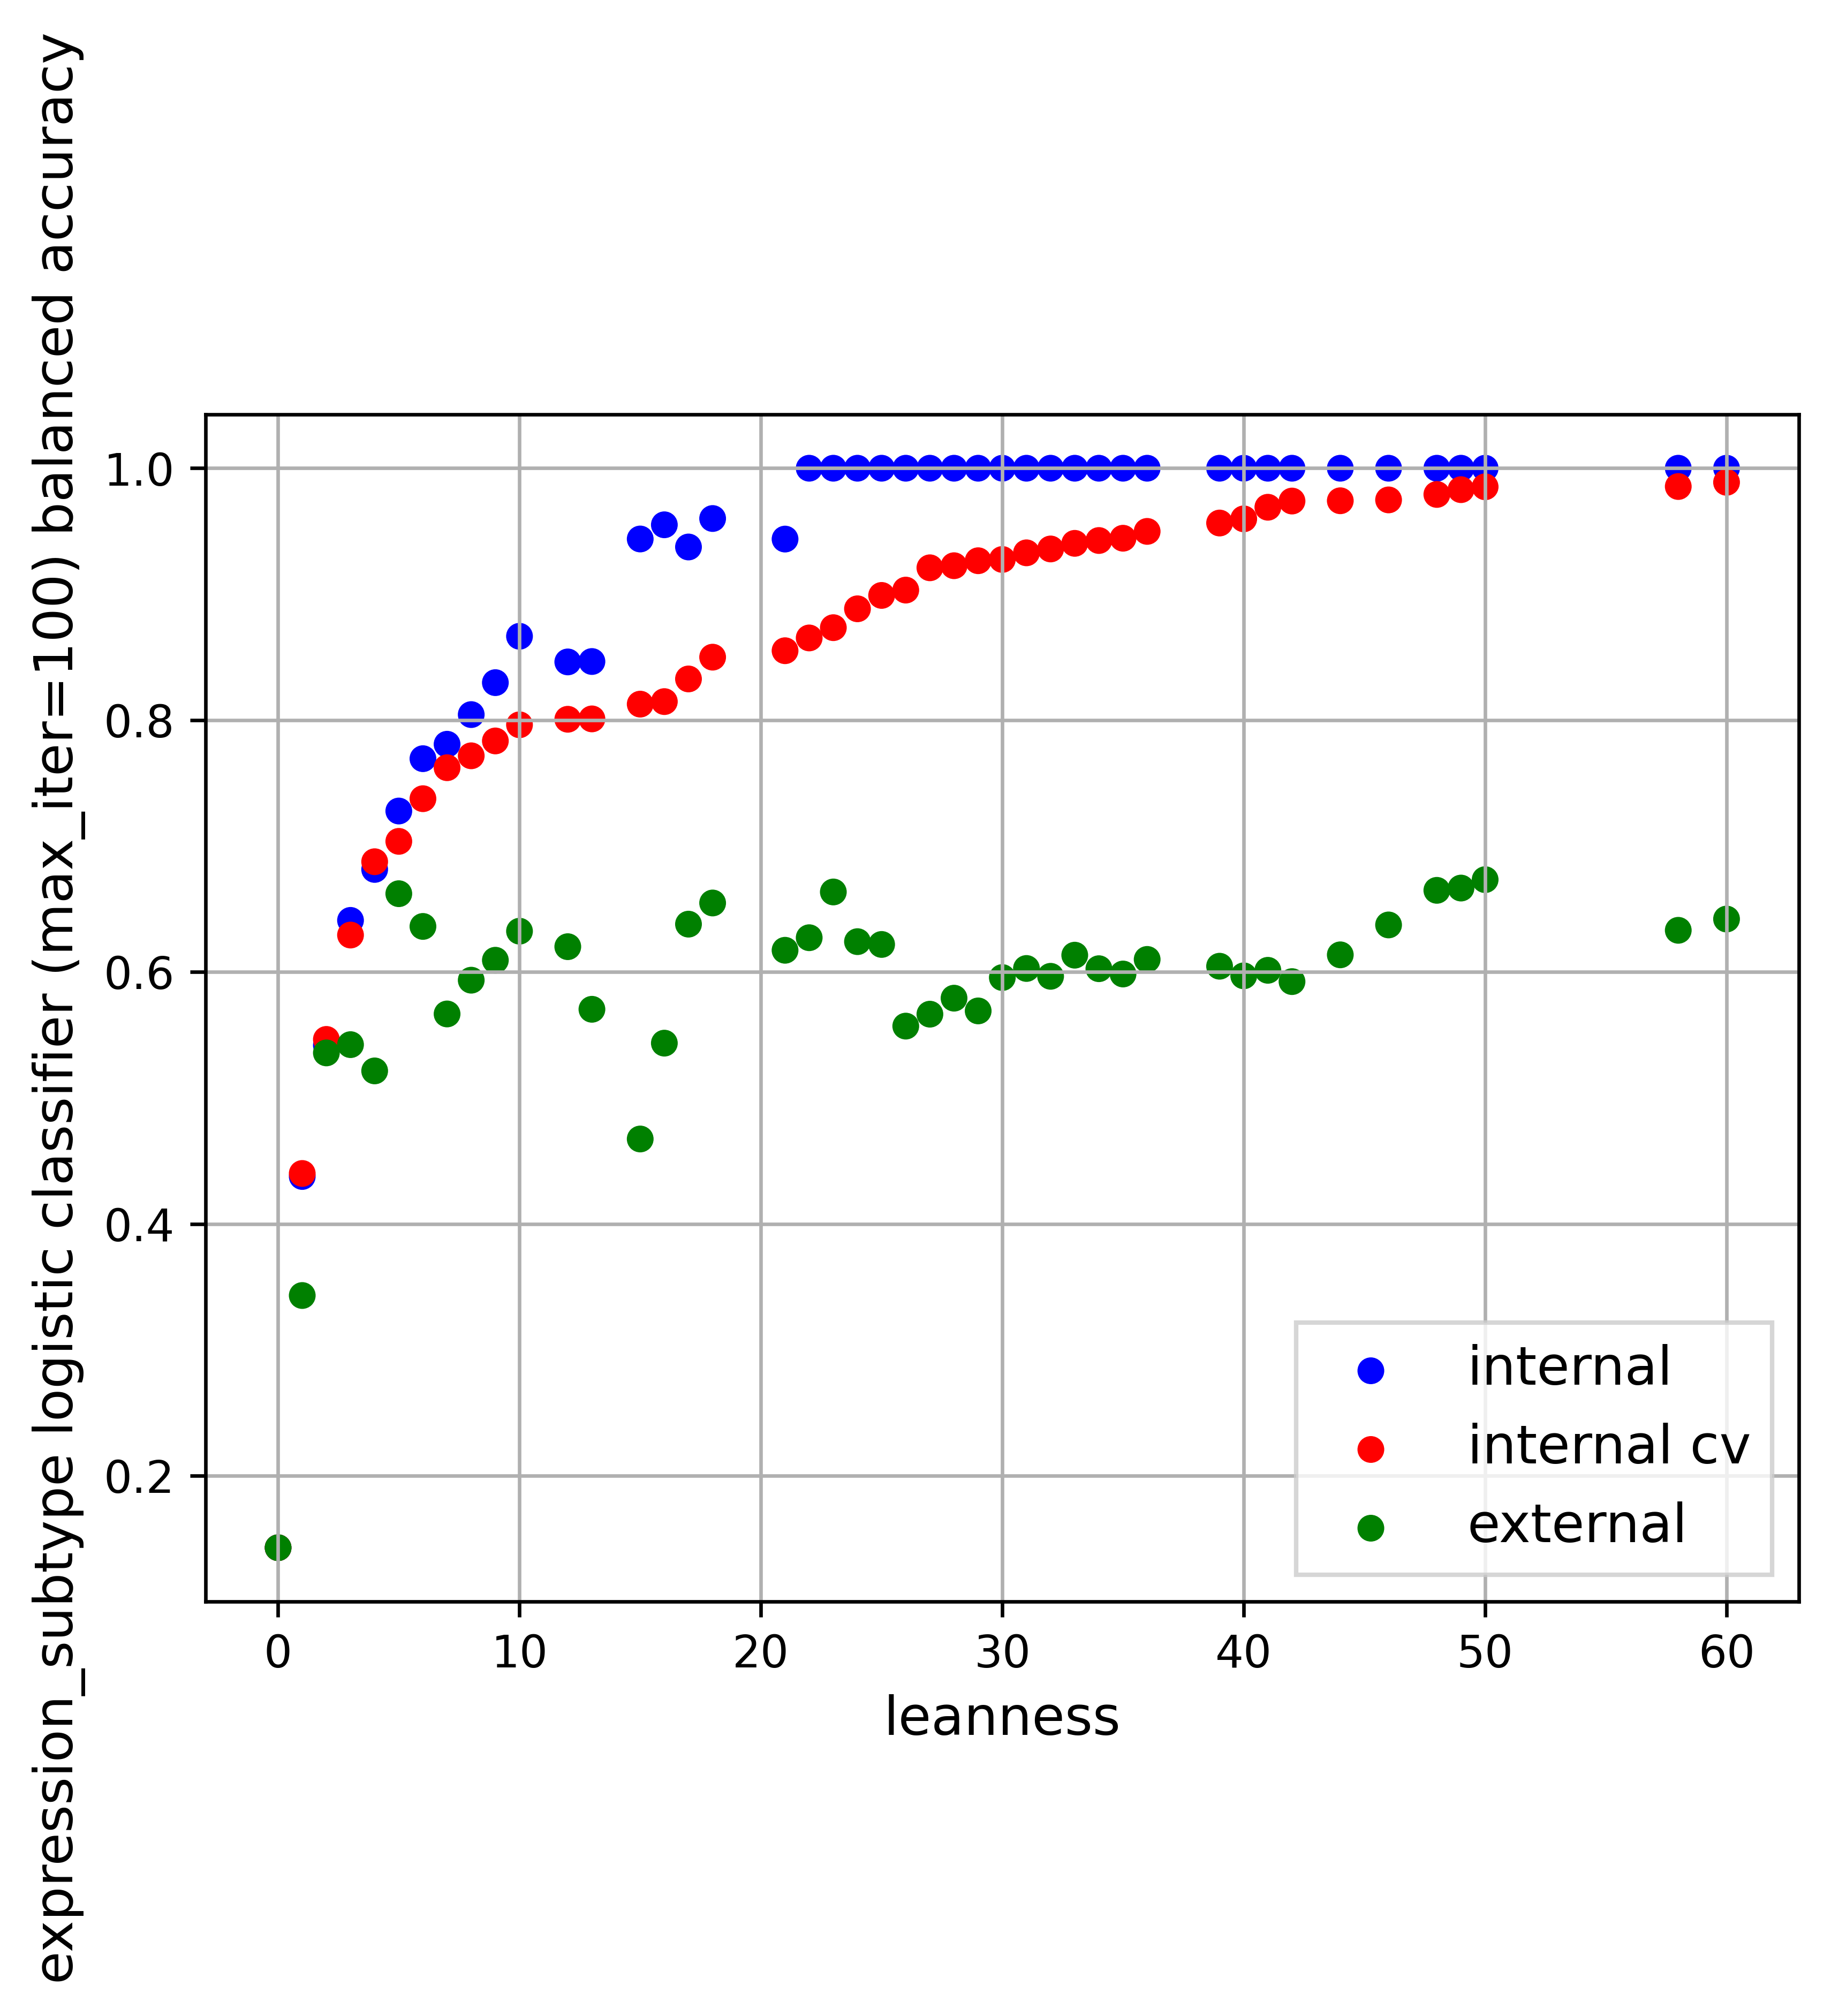 expression_subtype logistic classifier (max_iter=100) balanced accuracy
1.0
0.8
0.6
0.4
0.2
0 10 20 30 40 50 60
leanness
internal
internal cv
external